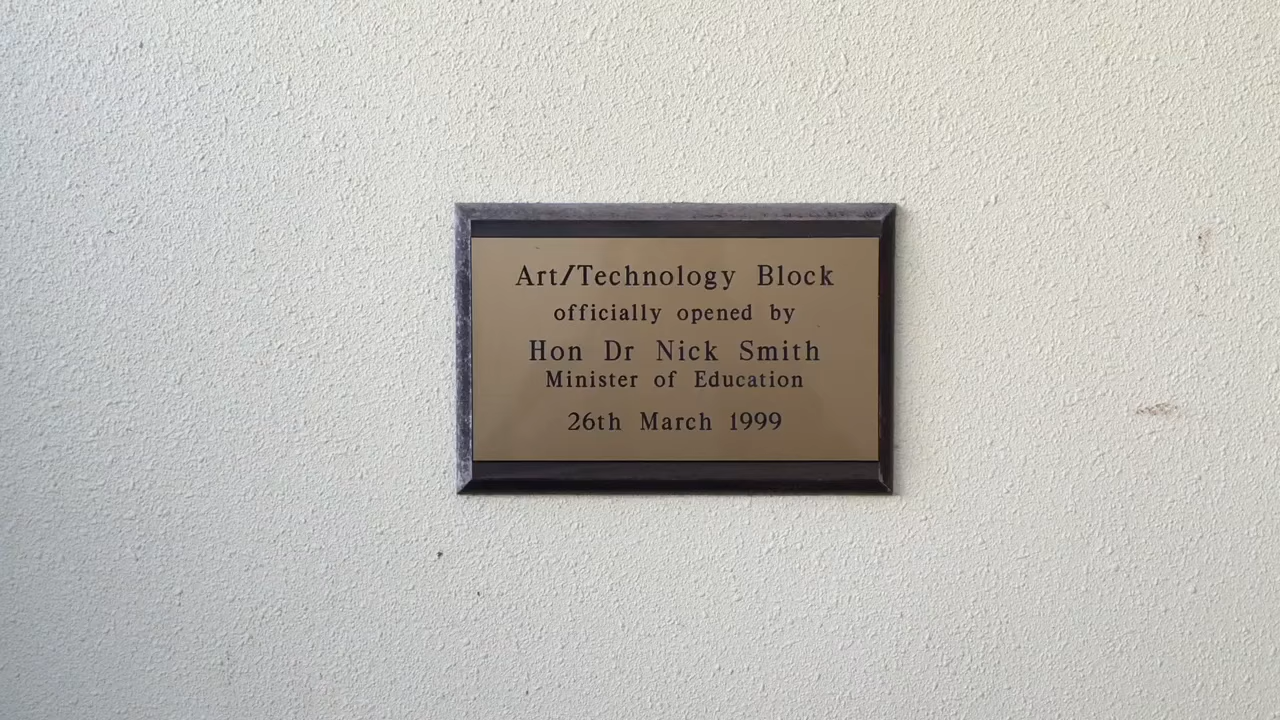 Art/Technology Block
officially opened by
Hon Dr Nick Smith
Minister of Education
26th March 1999